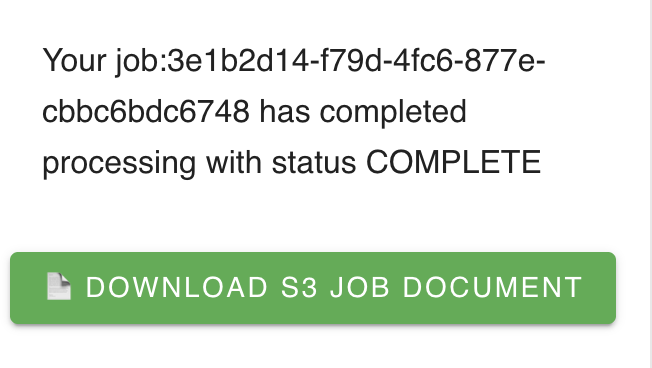 Your job:3e1b2d14-f79d-4fc6-877e-
cbbc6bdc6748 has completed
processing with status COMPLETE
DOWNLOAD S3 JOB DOCUMENT